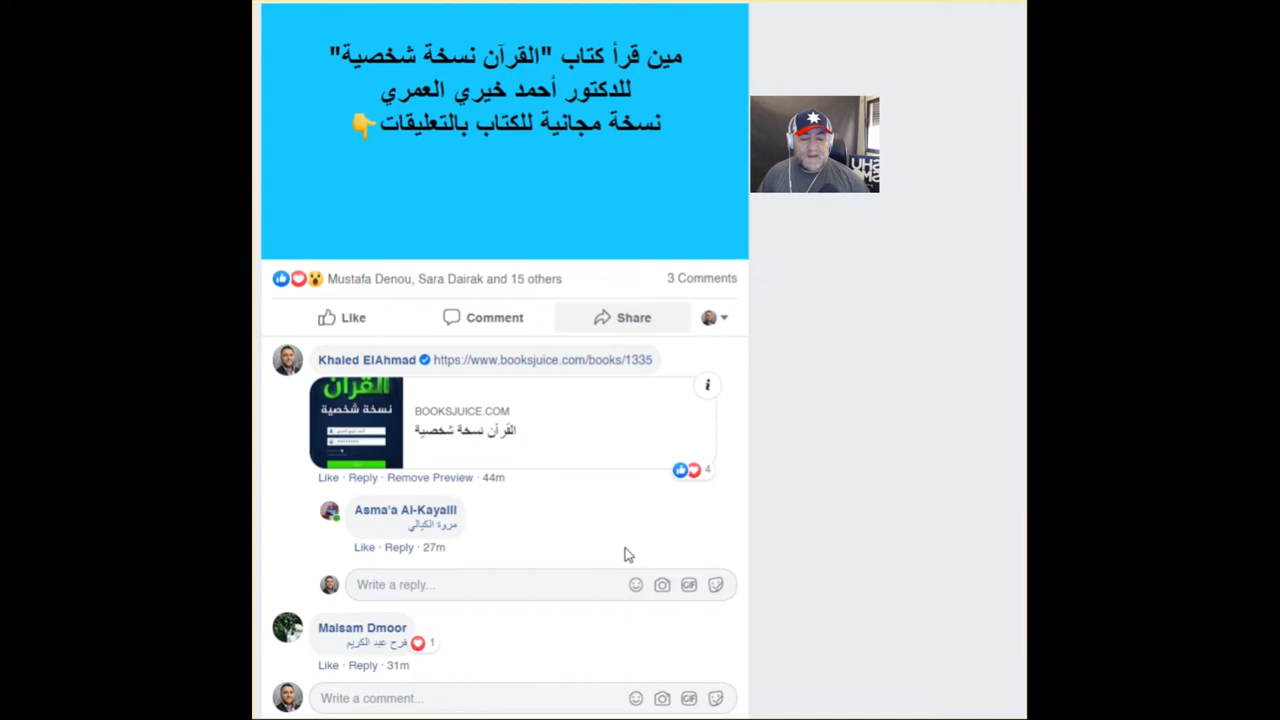 مين قرأ كتاب "القرآن نسخة شخصية"
للدكتور أحمد خيري العمري
نسخة مجانية للكتاب بالتعليقات👇
Mustafa Denou, Sara Dairak and 15 others
3 Comments
Like
Comment
Share
Khaled ElAhmad https://www.booksjuice.com/books/1335
القرآن
نسخة شخصية
BOOKSJUICE.COM
القرآن نسخة شخصية
4
Like · Reply · Remove Preview · 44m
Asma'a Al-Kayalii
مروة الكيالي
Like · Reply · 27m
Write a reply...
GIF
Maisam Dmoor
فرح عبد الكريم
1
Like · Reply · 31m
Write a comment...
GIF